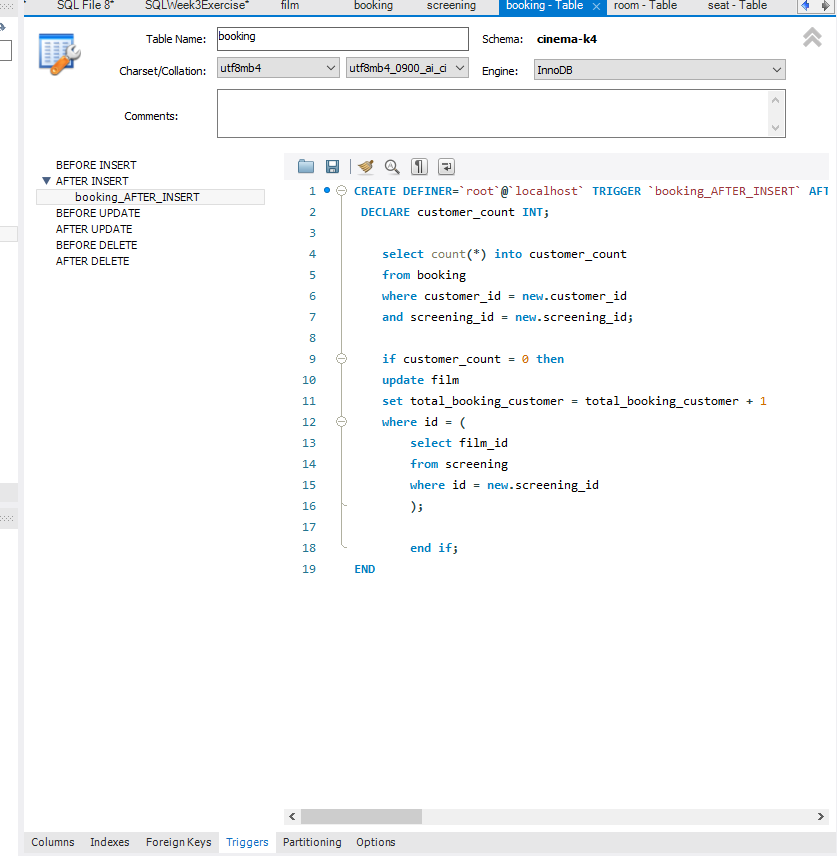 SQL File 8*
SQLWeek3Exercise*
film
booking
screening
booking - Table
room - Table
seat - Table
Table Name:
booking
Schema:
cinema-k4
Charset/Collation:
utf8mb4
utf8mb4_0900_ai_ci
Engine:
InnoDB
Comments:
BEFORE INSERT
AFTER INSERT
booking_AFTER_INSERT
BEFORE UPDATE
AFTER UPDATE
BEFORE DELETE
AFTER DELETE
1 CREATE DEFINER=`root`@`localhost` TRIGGER `booking_AFTER_INSERT` AFT
2 DECLARE customer_count INT;
3
4 select count(*) into customer_count
5 from booking
6 where customer_id = new.customer_id
7 and screening_id = new.screening_id;
8
9 if customer_count = 0 then
10 update film
11 set total_booking_customer = total_booking_customer + 1
12 where id = (
13 select film_id
14 from screening
15 where id = new.screening_id
16 );
17
18 end if;
19 END
Columns
Indexes
Foreign Keys
Triggers
Partitioning
Options